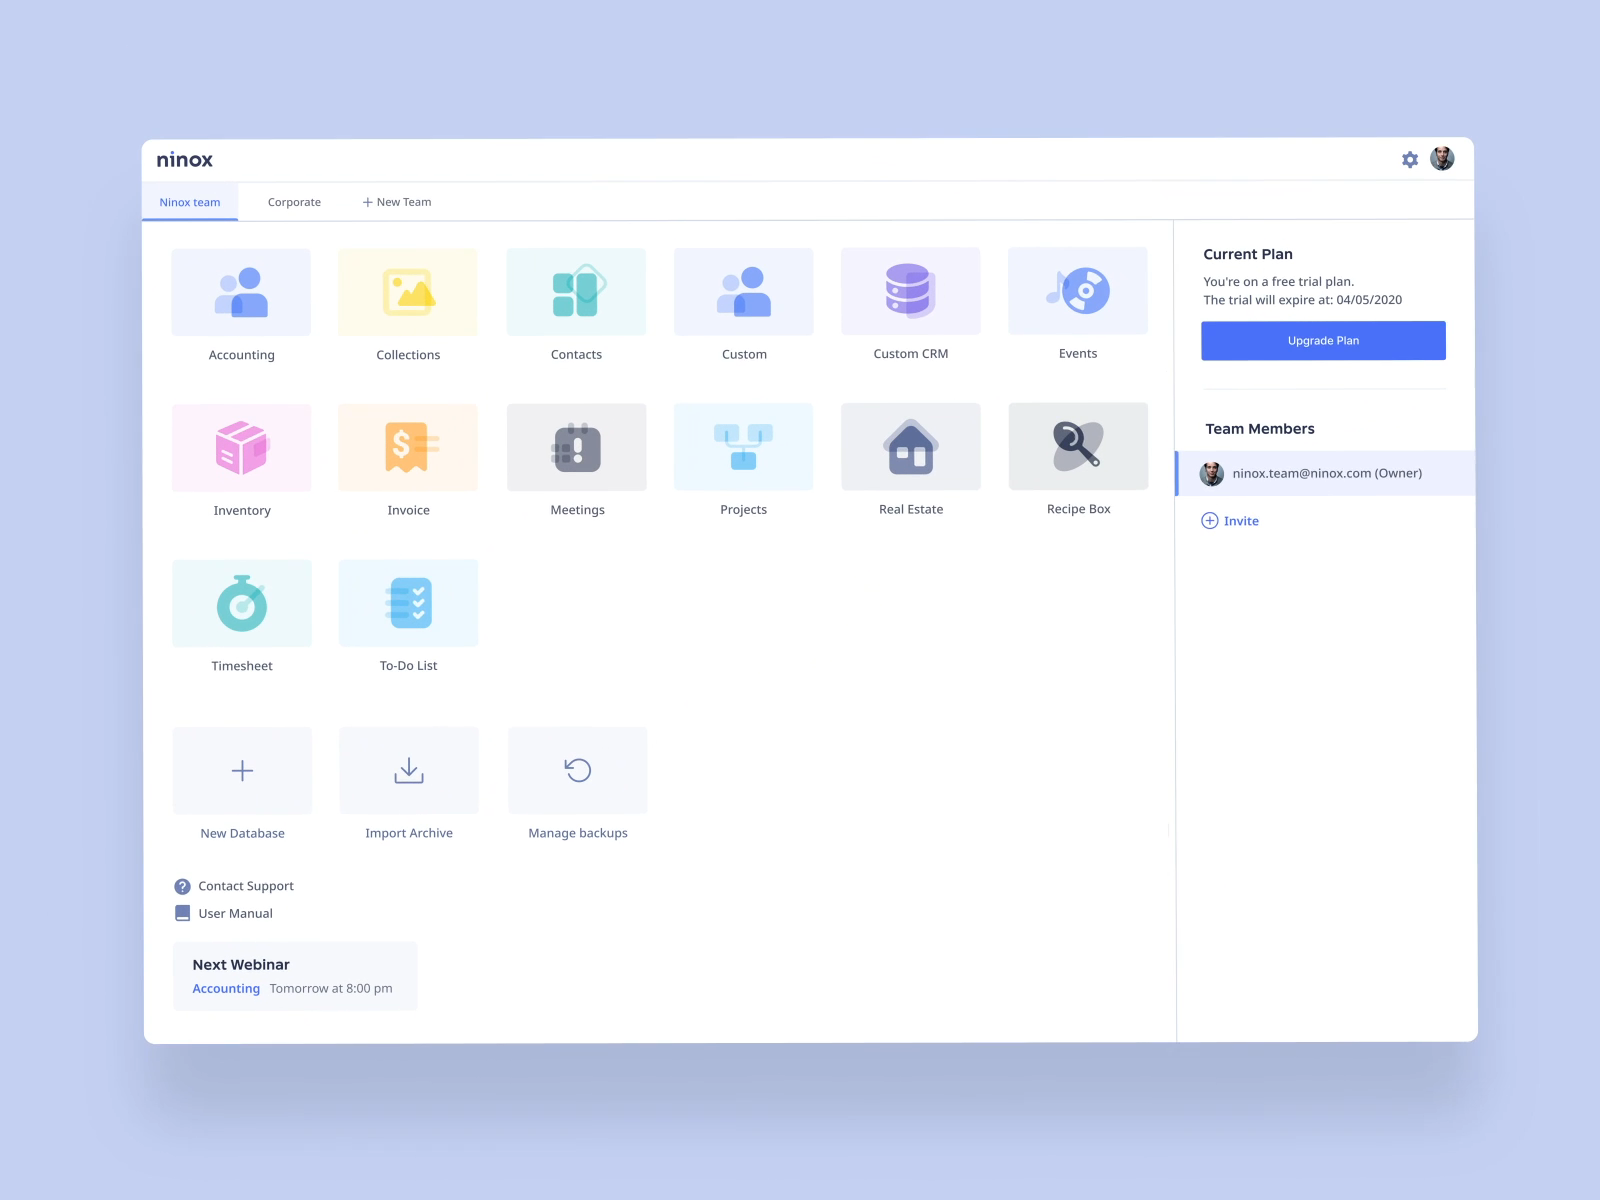 ninox
Ninox team
Corporate
New Team
Accounting
Collections
Contacts
Custom
Custom CRM
Events
Inventory
Invoice
Meetings
Projects
Real Estate
Recipe Box
Timesheet
To-Do List
New Database
Import Archive
Manage backups
Contact Support
User Manual
Next Webinar
Accounting Tomorrow at 8:00 pm
Current Plan
You're on a free trial plan.
The trial will expire at: 04/05/2020
Upgrade Plan
Team Members
ninox.team@ninox.com (Owner)
Invite